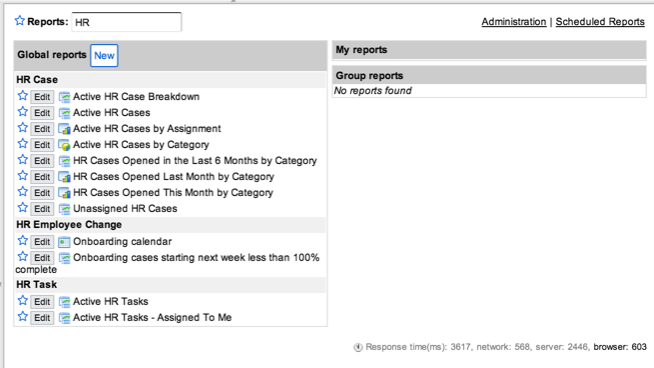 Reports: HR
Administration | Scheduled Reports
Global reports New
HR Case
Edit Active HR Case Breakdown
Edit Active HR Cases
Edit Active HR Cases by Assignment
Edit Active HR Cases by Category
Edit HR Cases Opened in the Last 6 Months by Category
Edit HR Cases Opened Last Month by Category
Edit HR Cases Opened This Month by Category
Edit Unassigned HR Cases
HR Employee Change
Edit Onboarding calendar
Edit Onboarding cases starting next week less than 100%
complete
HR Task
Edit Active HR Tasks
Edit Active HR Tasks - Assigned To Me
My reports
Group reports
No reports found
Response time(ms): 3617, network: 568, server: 2446, browser: 603